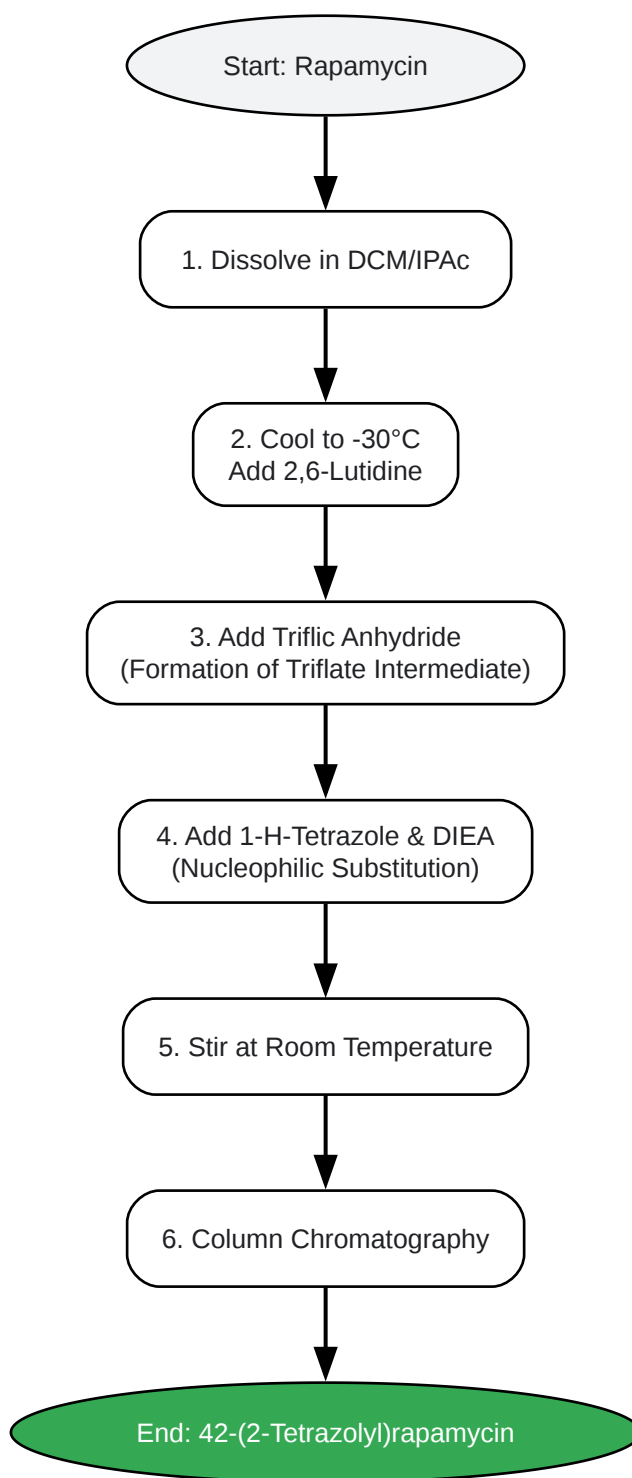 Start: Rapamycin
1. Dissolve in DCM/IPAc
2. Cool to -30°C
Add 2,6-Lutidine
3. Add Triflic Anhydride
(Formation of Triflate Intermediate)
4. Add 1-H-Tetrazole & DIEA
(Nucleophilic Substitution)
5. Stir at Room Temperature
6. Column Chromatography
End: 42-(2-Tetrazolyl)rapamycin